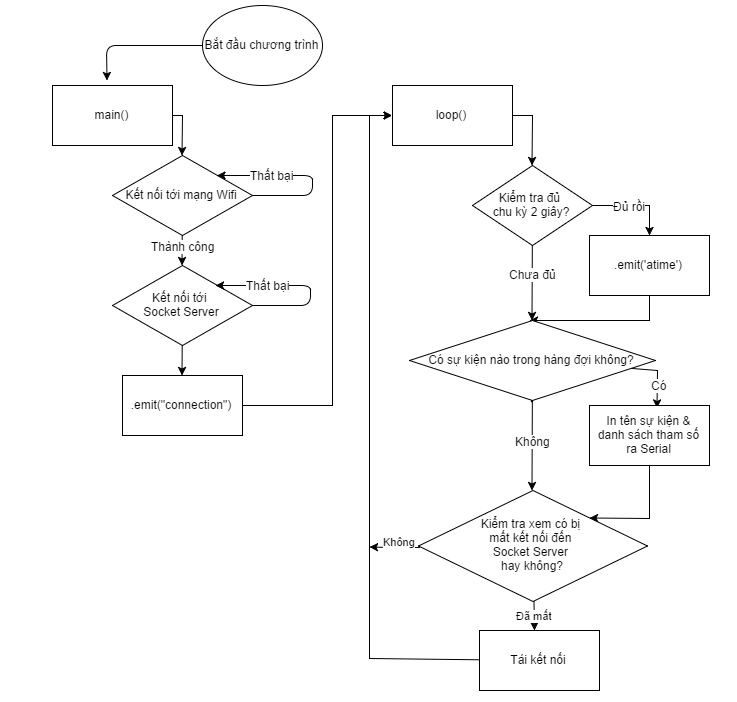 Bắt đầu chương trình
main()
Thất bại
Kết nối tới mạng Wifi
Thành công
Thất bại
Kết nối tới
Socket Server
.emit("connection")
loop()
Kiểm tra đủ
chu kỳ 2 giây?
Đủ rồi
.emit('atime')
Chưa đủ
Có sự kiện nào trong hàng đợi không?
Có
In tên sự kiện &
danh sách tham số
ra Serial
Không
Kiểm tra xem có bị
mất kết nối đến
Socket Server
hay không?
Không
Đã mất
Tái kết nối